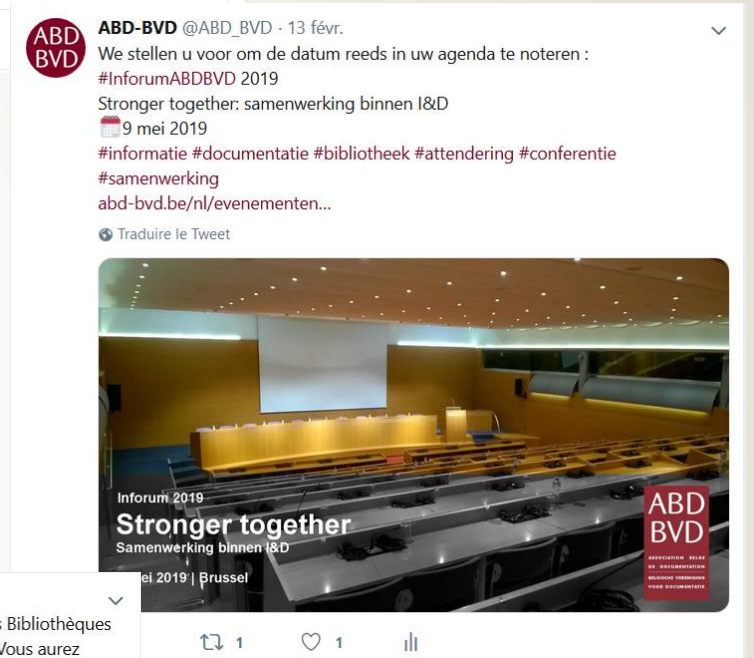 ABD
BVD
ABD-BVD @ABD_BVD · 13 févr.
We stellen u voor om de datum reeds in uw agenda te noteren :
#InforumABDBVD 2019
Stronger together: samenwerking binnen I&D
9 mei 2019
#informatie #documentatie #bibliotheek #attendering #conferentie
#samenwerking
abd-bvd.be/nl/evenementen...
Traduire le Tweet
Inforum 2019
Stronger together
Samenwerking binnen I&D
ei 2019 | Brussel
ABD
BVD
ASSOCIATION BELGE
DE DOCUMENTATION
BELGISCHE VERENIGING
VOOR DOCUMENTATIE
s Bibliothèques
Vous aurez
1 1